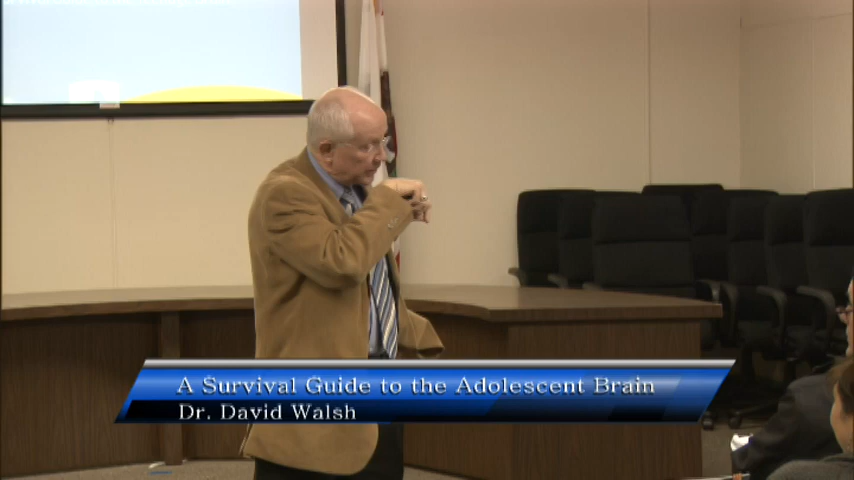 A Survival Guide to the Adolescent Brain
Dr. David Walsh